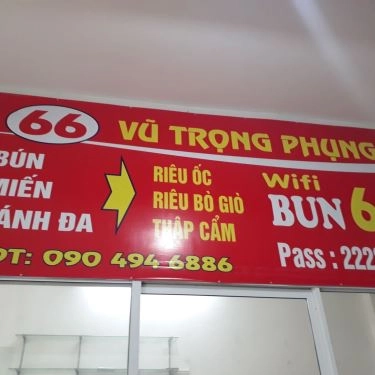 66 VŨ TRỌNG PHỤNG
BÚN
MIẾN
ÁNH ĐA
RIÊU ỐC
RIÊU BÒ GIÒ
THẬP CẨM
Wifi
BUN 6
Pass : 222
ĐT: 090 494 6886